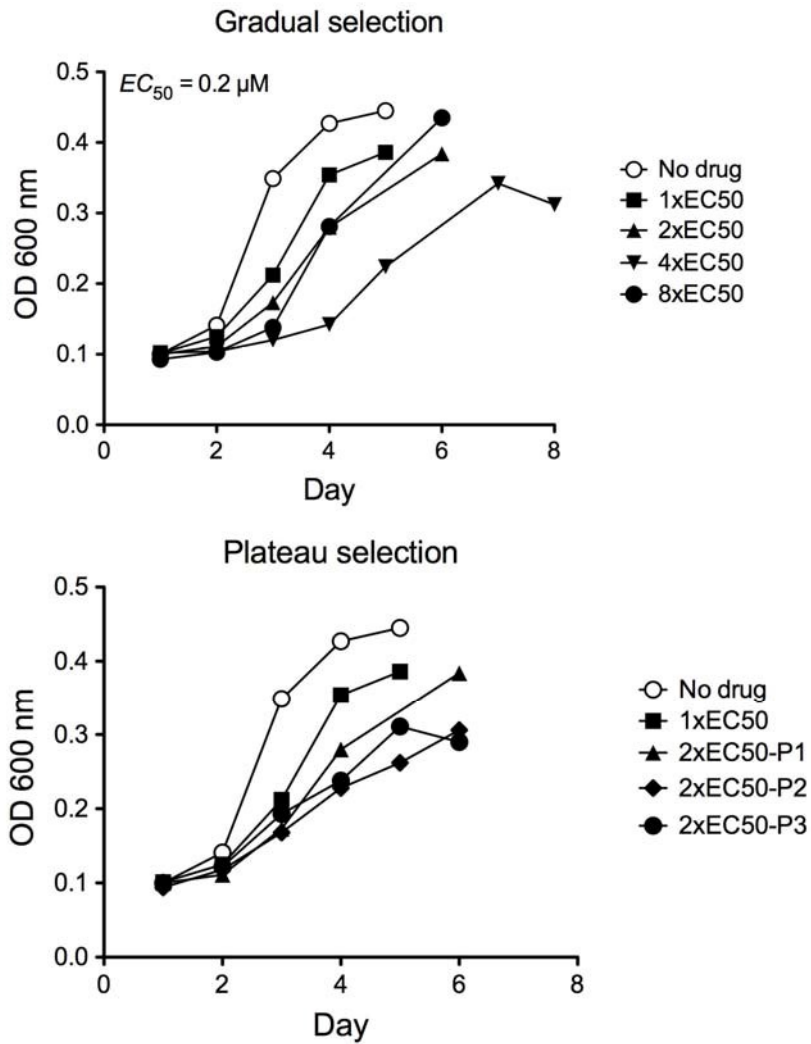 Gradual selection
EC50 = 0.2 µM
0.5
0.4
0.3
0.2
0.1
0.0
OD 600 nm
0 2 4 6 8
Day
No drug
1xEC50
2xEC50
4xEC50
8xEC50
Plateau selection
0.5
0.4
0.3
0.2
0.1
0.0
OD 600 nm
0 2 4 6 8
Day
No drug
1xEC50
2xEC50-P1
2xEC50-P2
2xEC50-P3